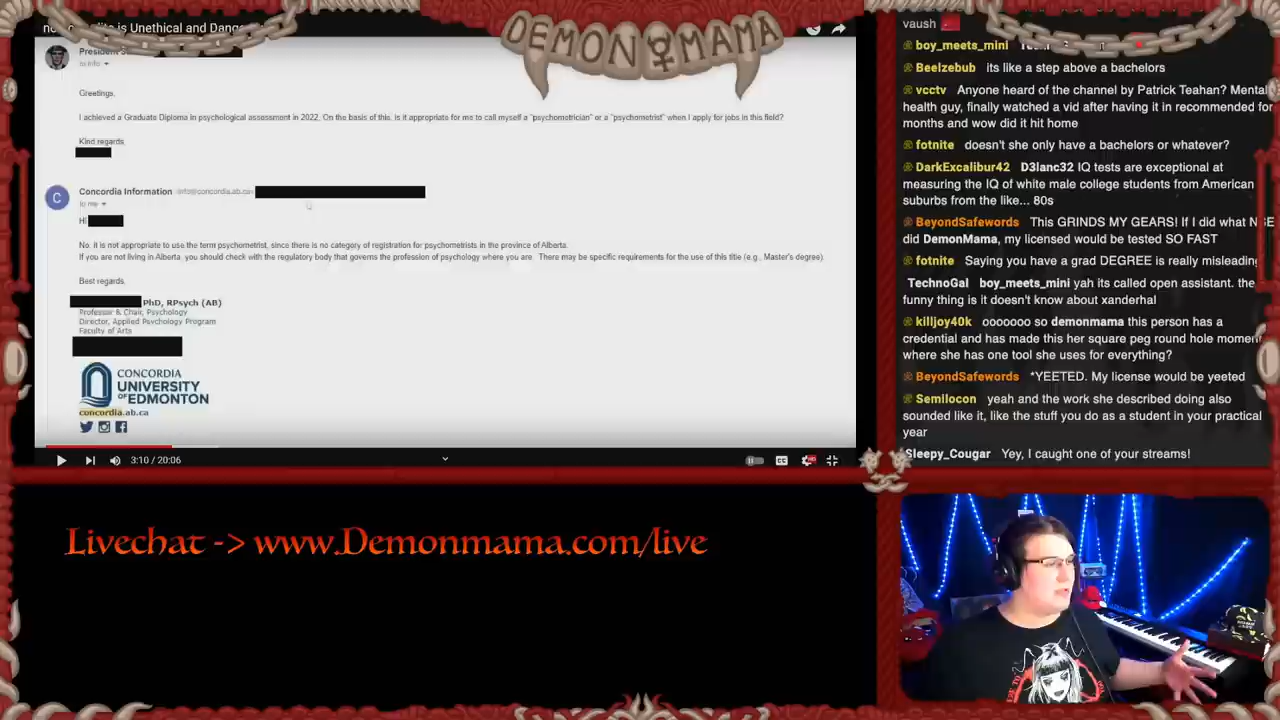 is Unethical and
DEMON MAMA
President
to info
Greetings,
I achieved a Graduate Diploma in psychological assessment in 2022. On the basis of this, is it appropriate for me to call myself a "psychometrician" or a "psychometrist" when I apply for jobs in this field?
Kind regards
Concordia Information info@concordia.ab.ca
to me
C
Hi
No, it is not appropriate to use the term psychometrist, since there is no category of registration for psychometrists in the province of Alberta.
If you are not living in Alberta, you should check with the regulatory body that governs the profession of psychology where you are. There may be specific requirements for the use of this title (e.g., Master's degree).
Best regards,
PhD, RPsych (AB)
Professor & Chair, Psychology
Director, Applied Psychology Program
Faculty of Arts
CONCORDIA
UNIVERSITY
OF EDMONTON
concordia.ab.ca
3:10 / 20:06
CC
Livechat -> www.Demonmama.com/live
vaush
boy_meets_mini
Beelzebub its like a step above a bachelors
vcctv Anyone heard of the channel by Patrick Teahan? Mental
health guy, finally watched a vid after having it in recommended for
months and wow did it hit home
fotnite doesn't she only have a bachelors or whatever?
DarkExcalibur42 D3lanc32 IQ tests are exceptional at
measuring the IQ of white male college students from American
suburbs from the like... 80s
BeyondSafewords This GRINDS MY GEARS! If I did what
did DemonMama, my licensed would be tested SO FAST
fotnite Saying you have a grad DEGREE is really misleading
TechnoGal boy_meets_mini yah its called open assistant. the
funny thing is it doesn't know about xanderhal
killjoy40k ooooooo so demonmama this person has a
credential and has made this her square peg round hole moment
where she has one tool she uses for everything?
BeyondSafewords *YEETED. My license would be yeeted
Semilocon yeah and the work she described doing also
sounded like it, like the stuff you do as a student in your practical
year
Sleepy_Cougar Yey, I caught one of your streams!